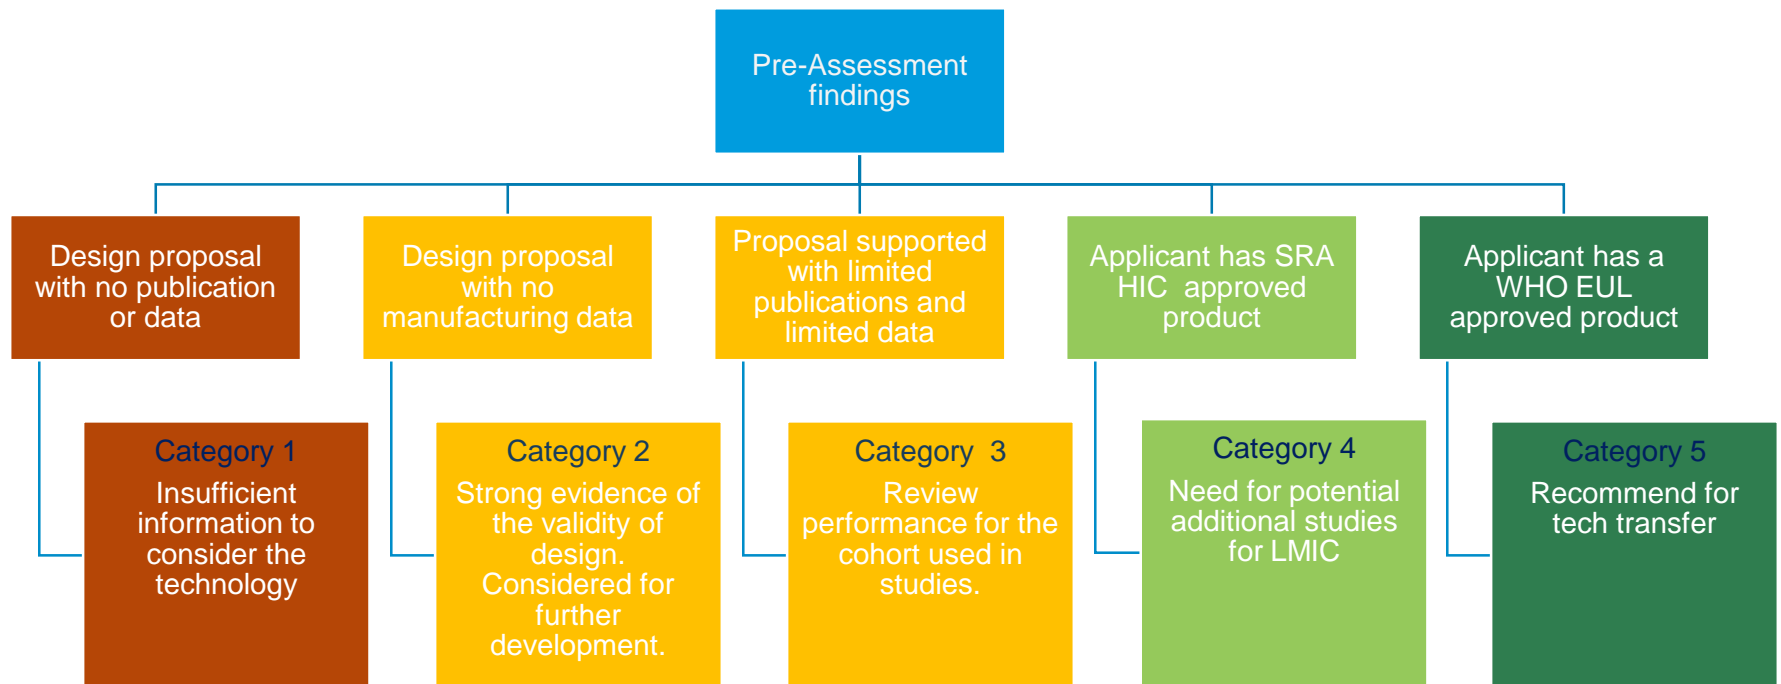 Pre-Assessment
findings
Design proposal
with no publication
or data
Design proposal
with no
manufacturing data
Proposal supported
with limited
publications and
limited data
Applicant has SRA
HIC  approved
product
Applicant has a
WHO EUL
approved product
Category 1
Insufficient
information to
consider the
technology
Category 2
Strong evidence of
the validity of
design.
Considered for
further
development.
Category  3
Review
performance for the
cohort used in
studies.
Category 4
Need for potential
additional studies
for LMIC
Category 5
Recommend for
tech transfer